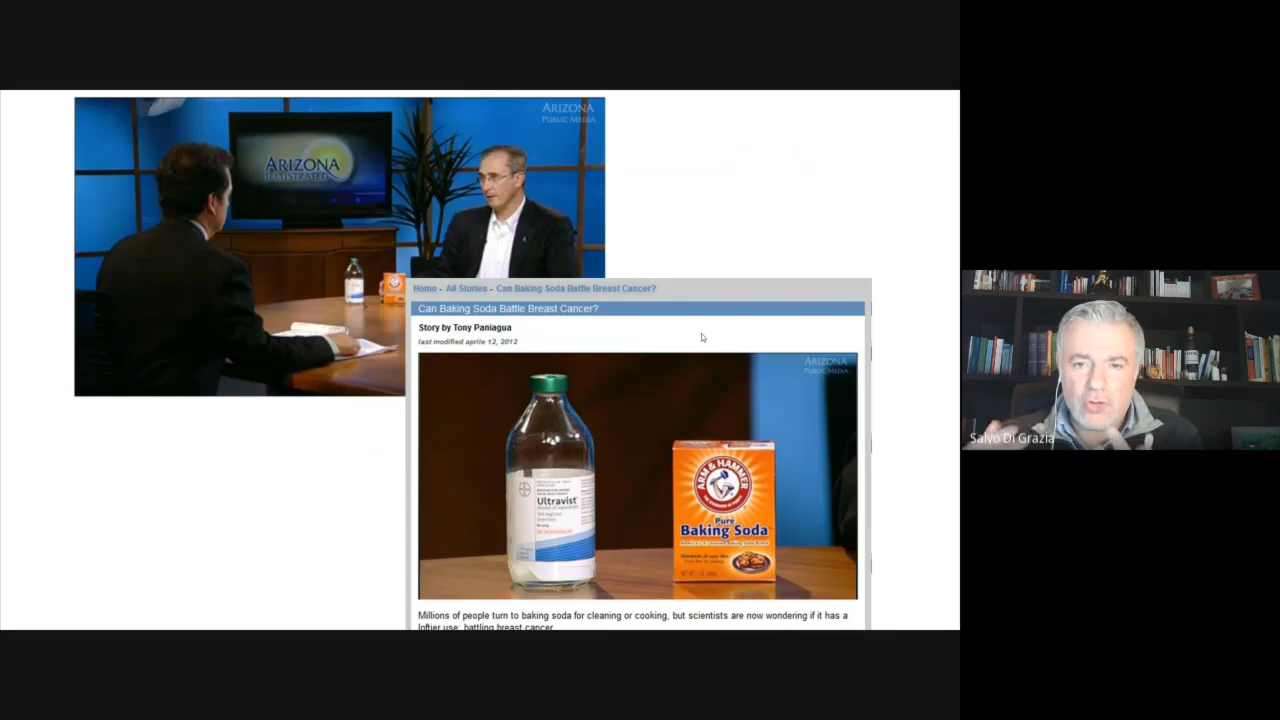 ARIZONA
PUBLIC MEDIA.
ARIZONA
ILLUSTRATED
Home - All Stories - Can Baking Soda Battle Breast Cancer?
Can Baking Soda Battle Breast Cancer?
Story by Tony Paniagua
last modified aprile 12, 2012
ARIZONA
PUBLIC MEDIA.
Ultravist
ARM & HAMMER
Pure
Baking Soda
Millions of people turn to baking soda for cleaning or cooking, but scientists are now wondering if it has a
loftier use: battling breast cancer
Salvo Di Grazia